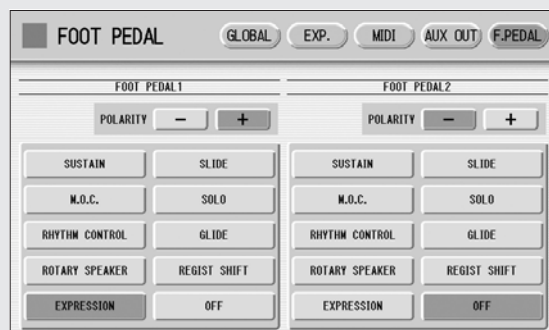 FOOT PEDAL GLOBAL EXP. MIDI AUX OUT F.PEDAL
FOOT PEDAL1 FOOT PEDAL2
POLARITY − + POLARITY − +
SUSTAIN SLIDE SUSTAIN SLIDE
M.O.C. SOLO M.O.C. SOLO
RHYTHM CONTROL GLIDE RHYTHM CONTROL GLIDE
ROTARY SPEAKER REGIST SHIFT ROTARY SPEAKER REGIST SHIFT
EXPRESSION OFF EXPRESSION OFF